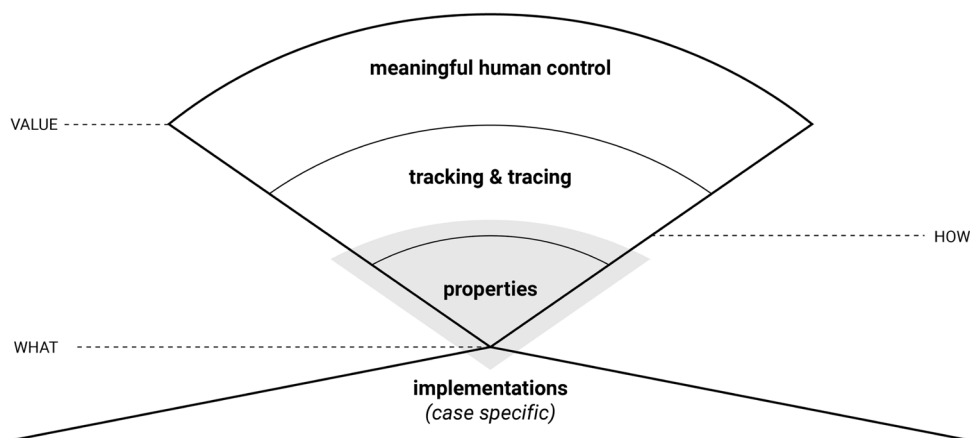 meaningful human control
VALUE
tracking & tracing
HOW
properties
WHAT
implementations
(case specific)